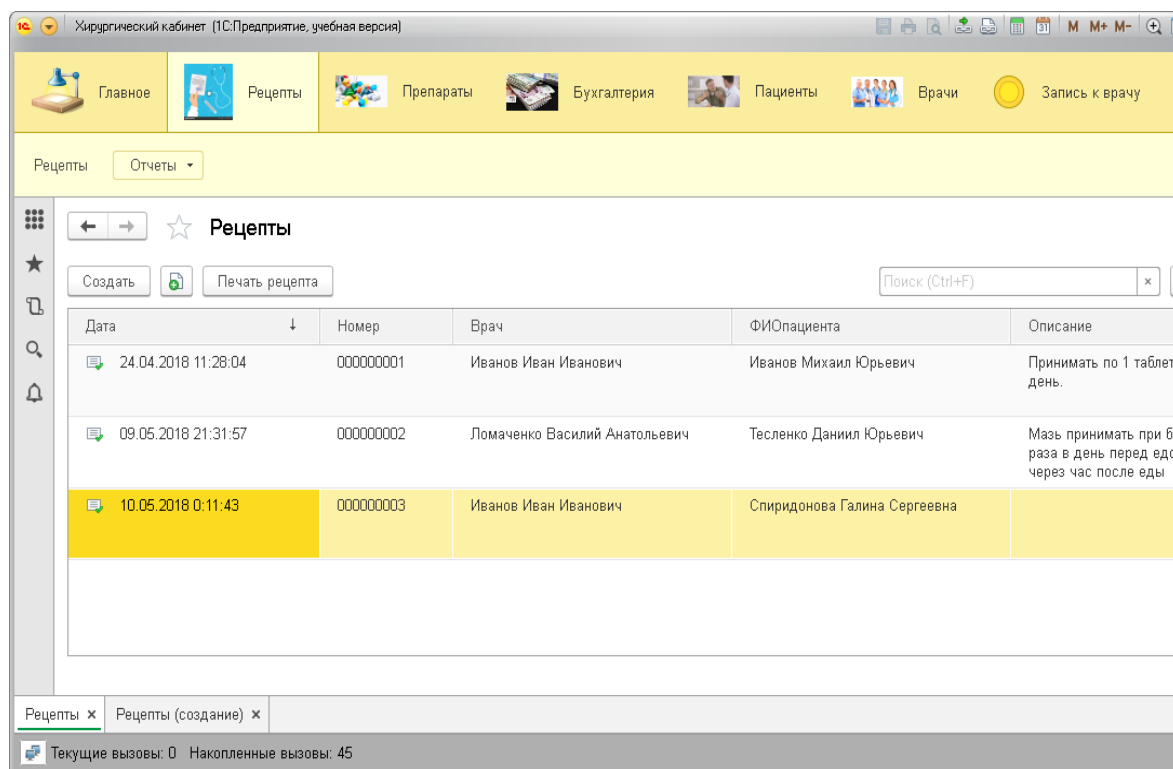 1С Хирургический кабинет (1С:Предприятие, учебная версия) 31 M M+ M-
Главное Рецепты Препараты Бухгалтерия Пациенты Врачи Запись к врачу
Рецепты Отчеты
Рецепты
Создать Печать рецепта Поиск (Ctrl+F) ×
Дата ↓ Номер Врач ФИОпациента Описание
24.04.2018 11:28:04 000000001 Иванов Иван Иванович Иванов Михаил Юрьевич Принимать по 1 таблет
день.
09.05.2018 21:31:57 000000002 Ломаченко Василий Анатольевич Тесленко Даниил Юрьевич Мазь принимать при б
раза в день перед едо
через час после еды
10.05.2018 0:11:43 000000003 Иванов Иван Иванович Спиридонова Галина Сергеевна
Рецепты × Рецепты (создание) ×
Текущие вызовы: 0 Накопленные вызовы: 45